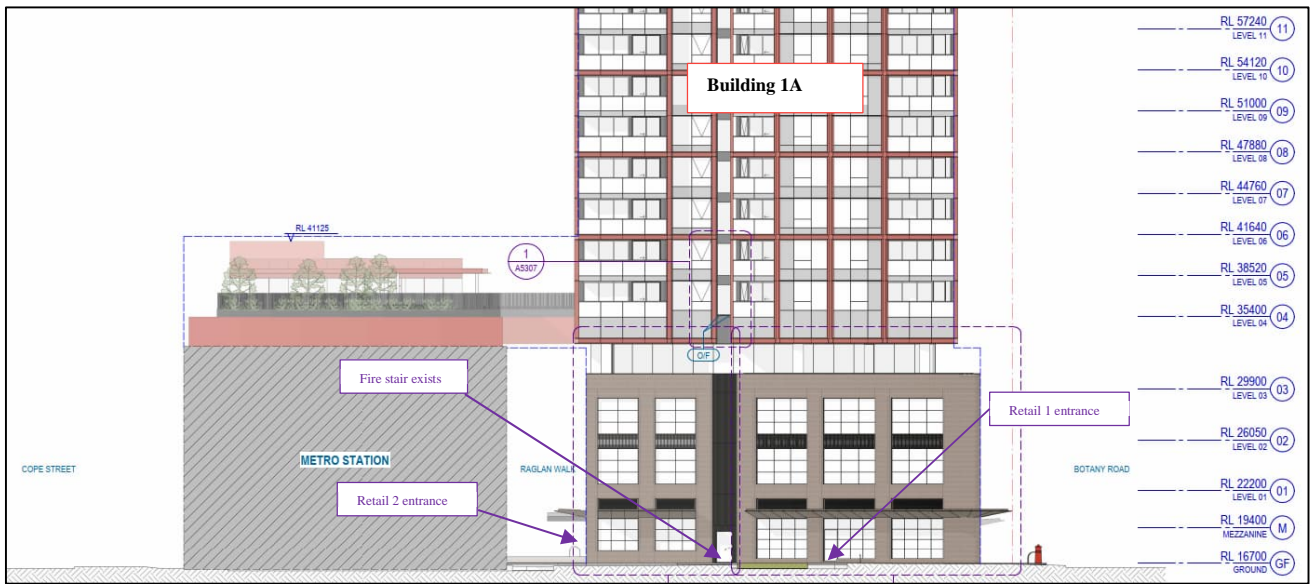 Building 1A
RL 57240
LEVEL 11
11
RL 54120
LEVEL 10
10
RL 51000
LEVEL 09
09
RL 47880
LEVEL 08
08
RL 44760
LEVEL 07
07
RL 41640
LEVEL 06
06
RL 38520
LEVEL 05
05
RL 35400
LEVEL 04
04
RL 29900
LEVEL 03
03
RL 26050
LEVEL 02
02
RL 22200
LEVEL 01
01
RL 19400
MEZZANINE
M
RL 16700
GROUND
GF
RL 41125
1
A5307
O/F
Fire stair exists
Retail 1 entrance
METRO STATION
COPE STREET
RAGLAN WALK
BOTANY ROAD
Retail 2 entrance